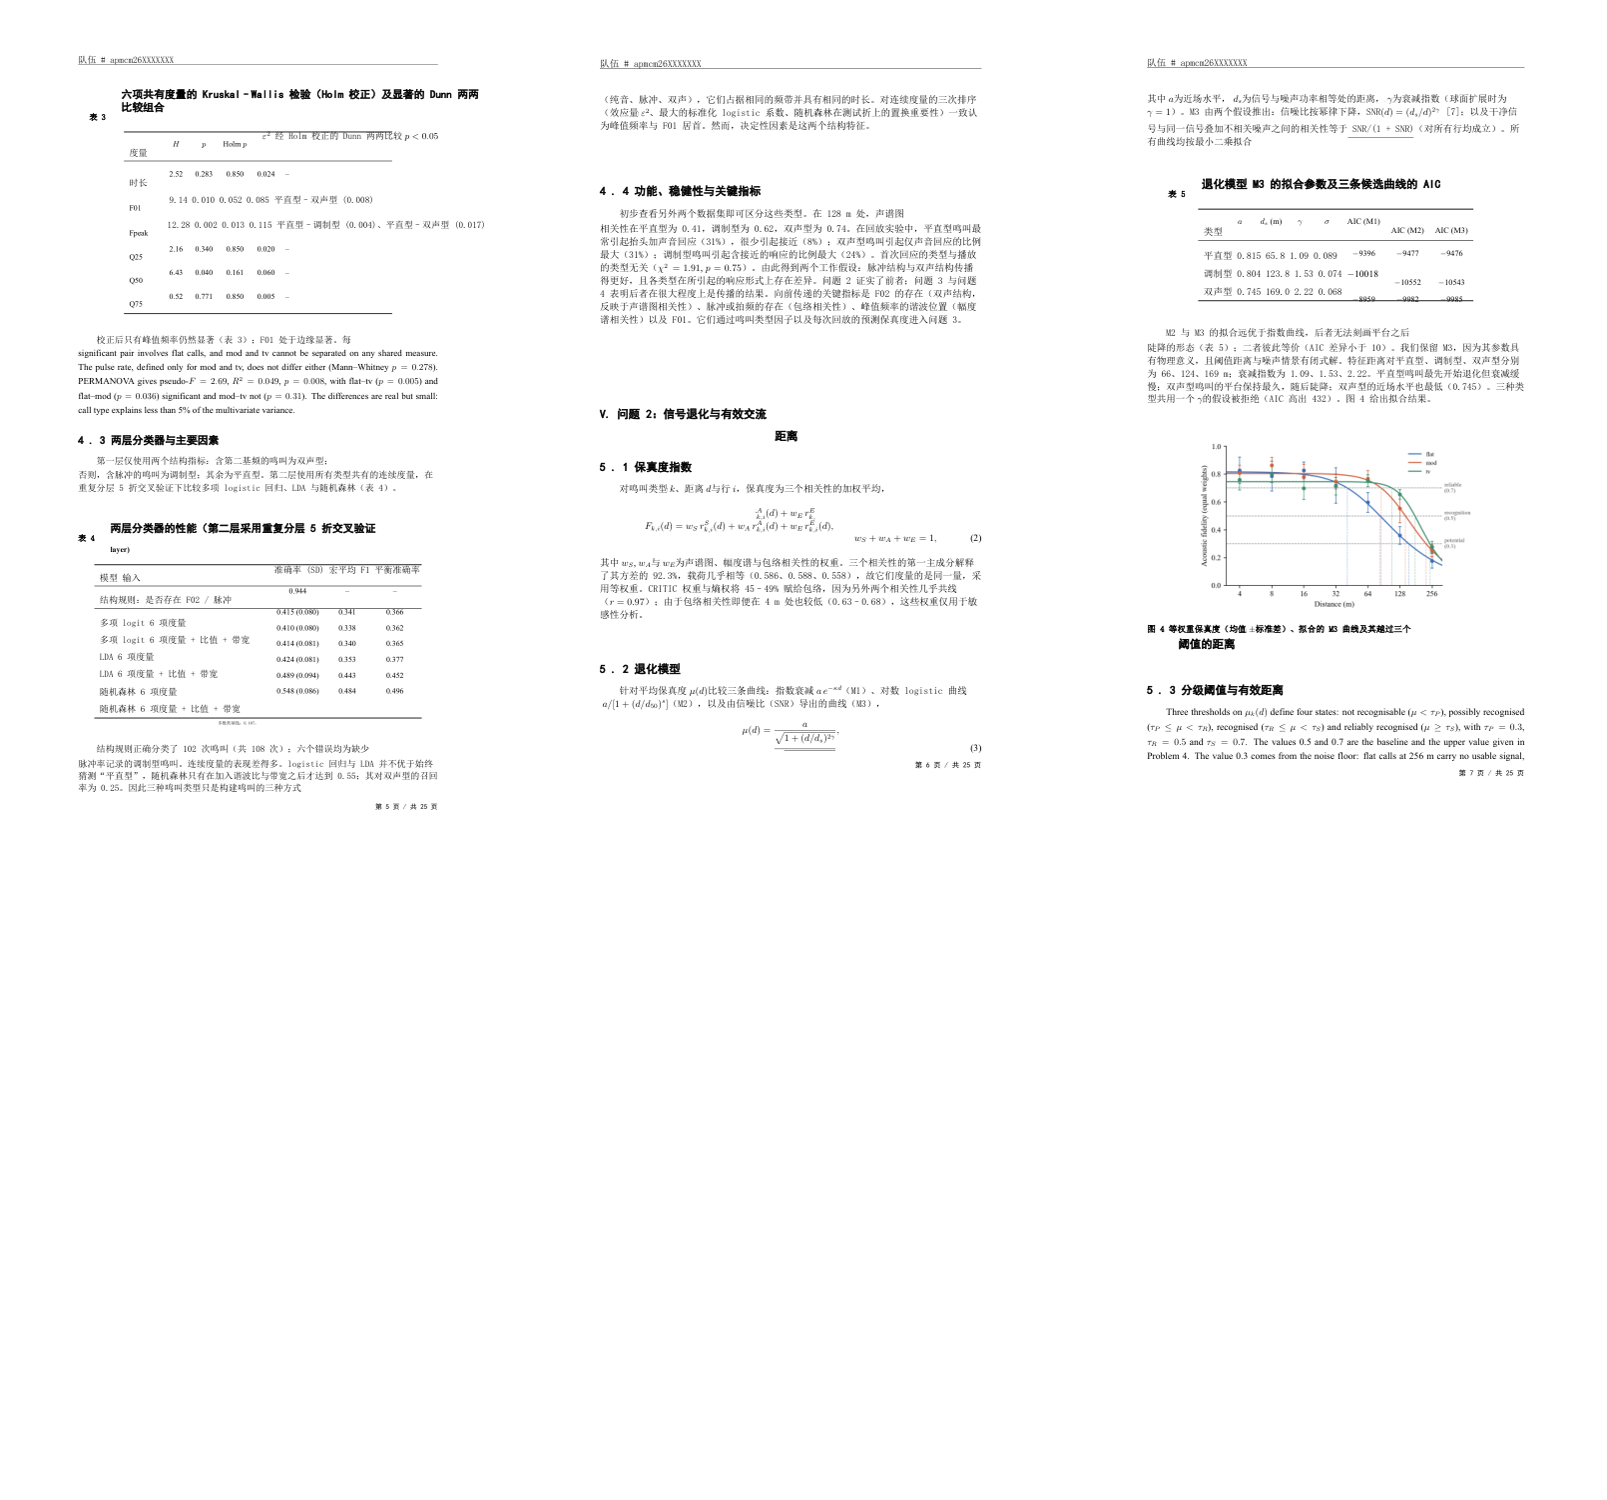 队伍 # apmcm26XXXXXXX
六项共有度量的 Kruskal–Wallis 检验（Holm 校正）及显著的 Dunn 两两
比较组合
表 3
ε² 经 Holm 校正的 Dunn 两两比较 p < 0.05
度量 H p Holm p
时长 2.52 0.283 0.850 0.024 –
F01 9.14 0.010 0.052 0.085 平直型–双声型 (0.008)
Fpeak 12.28 0.002 0.013 0.115 平直型–调制型 (0.004)、平直型–双声型 (0.017)
Q25 2.16 0.340 0.850 0.020 –
Q50 6.43 0.040 0.161 0.060 –
Q75 0.52 0.771 0.850 0.005 –
校正后只有峰值频率仍然显著（表 3）；F01 处于边缘显著。每
significant pair involves flat calls, and mod and tv cannot be separated on any shared measure.
The pulse rate, defined only for mod and tv, does not differ either (Mann–Whitney p = 0.278).
PERMANOVA gives pseudo-F = 2.69, R² = 0.049, p = 0.008, with flat–tv (p = 0.005) and
flat–mod (p = 0.036) significant and mod–tv not (p = 0.31). The differences are real but small:
call type explains less than 5% of the multivariate variance.
4 . 3 两层分类器与主要因素
第一层仅使用两个结构指标：含第二基频的鸣叫为双声型；
否则，含脉冲的鸣叫为调制型；其余为平直型。第二层使用所有类型共有的连续度量，在
重复分层 5 折交叉验证下比较多项 logistic 回归、LDA 与随机森林（表 4）。
两层分类器的性能（第二层采用重复分层 5 折交叉验证
表 4
layer)
模型 输入 准确率 (SD) 宏平均 F1 平衡准确率
结构规则：是否存在 F02 / 脉冲 0.944 – –
多项 logit 6 项度量 0.415 (0.080) 0.341 0.366
多项 logit 6 项度量 + 比值 + 带宽 0.410 (0.080) 0.338 0.362
LDA 6 项度量 0.414 (0.081) 0.340 0.365
LDA 6 项度量 + 比值 + 带宽 0.424 (0.081) 0.353 0.377
随机森林 6 项度量 0.489 (0.094) 0.443 0.452
随机森林 6 项度量 + 比值 + 带宽 0.548 (0.086) 0.484 0.496
结构规则正确分类了 102 次鸣叫（共 108 次）；六个错误均为缺少
脉冲率记录的调制型鸣叫。连续度量的表现差得多。logistic 回归与 LDA 并不优于始终
猜测“平直型”，随机森林只有在加入谐波比与带宽之后才达到 0.55；其对双声型的召回
率为 0.25。因此三种鸣叫类型只是构建鸣叫的三种方式
第 5 页 / 共 25 页
队伍 # apmcm26XXXXXXX
（纯音、脉冲、双声），它们占据相同的频带并具有相同的时长。对连续度量的三次排序
（效应量 ε²、最大的标准化 logistic 系数、随机森林在测试折上的置换重要性）一致认
为峰值频率与 F01 居首。然而，决定性因素是这两个结构特征。
4 . 4 功能、稳健性与关键指标
初步查看另外两个数据集即可区分这些类型。在 128 m 处，声谱图
相关性在平直型为 0.41，调制型为 0.62，双声型为 0.74。在回放实验中，平直型鸣叫最
常引起抬头加声音回应（31%），很少引起接近（8%）；双声型鸣叫引起仅声音回应的比例
最大（31%）；调制型鸣叫引起含接近的响应的比例最大（24%）。首次回应的类型与播放
的类型无关（χ² = 1.91, p = 0.75）。由此得到两个工作假设：脉冲结构与双声结构传播
得更好，且各类型在所引起的响应形式上存在差异。问题 2 证实了前者；问题 3 与问题
4 表明后者在很大程度上是传播的结果。向前传递的关键指标是 F02 的存在（双声结构，
反映于声谱图相关性）、脉冲或拍频的存在（包络相关性）、峰值频率的谐波位置（幅度
谱相关性）以及 F01。它们通过鸣叫类型因子以及每次回放的预测保真度进入问题 3。
V. 问题 2：信号退化与有效交流
距离
5 . 1 保真度指数
对鸣叫类型 k、距离 d与行 i，保真度为三个相关性的加权平均，
F_{k,i}(d) = w_S r^S_{k,i}(d) + w_A r^A_{k,i}(d) + w_E r^E_{k,i}(d),
w_S + w_A + w_E = 1, (2)
其中 w_S, w_A与 w_E为声谱图、幅度谱与包络相关性的权重。三个相关性的第一主成分解释
了其方差的 92.3%，载荷几乎相等（0.586、0.588、0.558），故它们度量的是同一量，采
用等权重。CRITIC 权重与熵权将 45–49% 赋给包络，因为另外两个相关性几乎共线
（r = 0.97）；由于包络相关性即便在 4 m 处也较低（0.63–0.68），这些权重仅用于敏
感性分析。
5 . 2 退化模型
针对平均保真度 μ(d)比较三条曲线：指数衰减 a e^{−κd}（M1）、对数 logistic 曲线
a/[1 + (d/d₅₀)^s]（M2），以及由信噪比（SNR）导出的曲线（M3），
μ(d) = a / √(1 + (d/d_*)^{2γ}),
(3)
第 6 页 / 共 25 页
队伍 # apmcm26XXXXXXX
其中 a为近场水平， d_*为信号与噪声功率相等处的距离， γ为衰减指数（球面扩展时为
γ = 1）。M3 由两个假设推出：信噪比按幂律下降，SNR(d) = (d_*/d)^{2γ} [7]；以及干净信
号与同一信号叠加不相关噪声之间的相关性等于 SNR/(1 + SNR)（对所有行均成立）。所
有曲线均按最小二乘拟合
退化模型 M3 的拟合参数及三条候选曲线的 AIC
表 5
类型 a d_* (m) γ σ AIC (M1) AIC (M2) AIC (M3)
平直型 0.815 65.8 1.09 0.089 −9396 −9477 −9476
调制型 0.804 123.8 1.53 0.074 −10018 −10552 −10543
双声型 0.745 169.0 2.22 0.068 −8959 −9982 −9985
M2 与 M3 的拟合远优于指数曲线，后者无法刻画平台之后
陡降的形态（表 5）；二者彼此等价（AIC 差异小于 10）。我们保留 M3，因为其参数具
有物理意义，且阈值距离与噪声情景有闭式解。特征距离对平直型、调制型、双声型分别
为 66、124、169 m；衰减指数为 1.09、1.53、2.22。平直型鸣叫最先开始退化但衰减缓
慢；双声型鸣叫的平台保持最久，随后陡降；双声型的近场水平也最低（0.745）。三种类
型共用一个 γ的假设被拒绝（AIC 高出 432）。图 4 给出拟合结果。
Acoustic fidelity (equal weights)
1.0
0.8
0.6
0.4
0.2
0.0
4 8 16 32 64 128 256
Distance (m)
flat
mod
tv
reliable
(0.7)
recognition
(0.5)
potential
(0.3)
图 4 等权重保真度（均值 ±标准差）、拟合的 M3 曲线及其越过三个
阈值的距离
5 . 3 分级阈值与有效距离
Three thresholds on μ_k(d) define four states: not recognisable (μ < τ_P), possibly recognised
(τ_P ≤ μ < τ_R), recognised (τ_R ≤ μ < τ_S) and reliably recognised (μ ≥ τ_S), with τ_P = 0.3,
τ_R = 0.5 and τ_S = 0.7. The values 0.5 and 0.7 are the baseline and the upper value given in
Problem 4. The value 0.3 comes from the noise floor: flat calls at 256 m carry no usable signal,
第 7 页 / 共 25 页